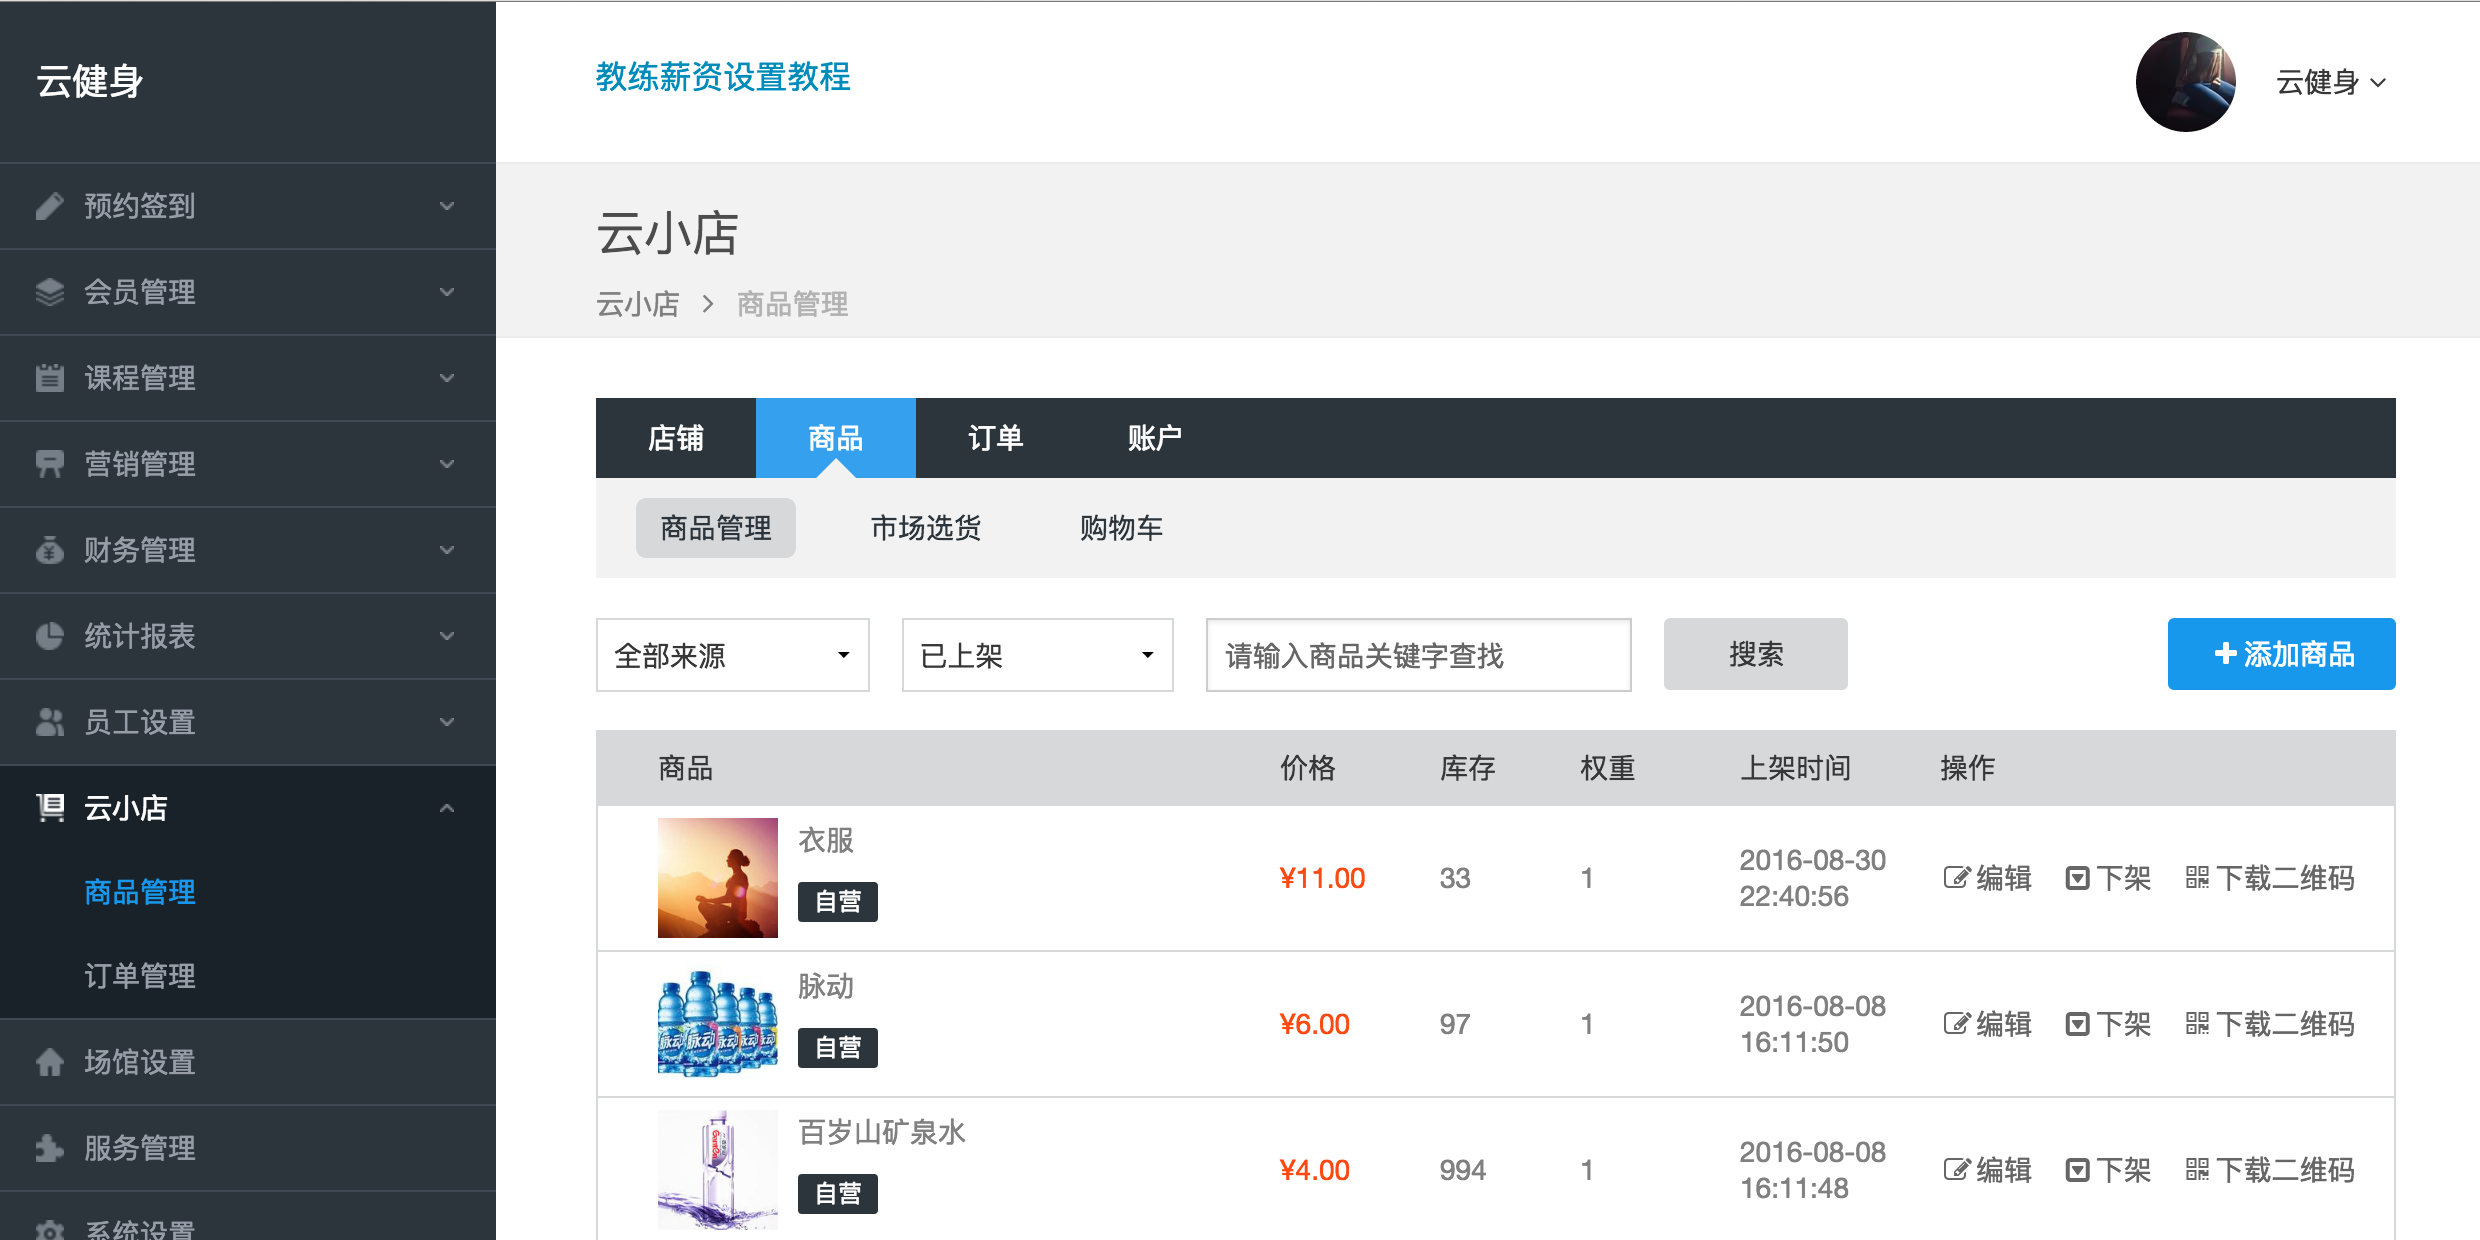 云健身
教练薪资设置教程
云健身
预约签到
会员管理
课程管理
营销管理
财务管理
统计报表
员工设置
云小店
商品管理
订单管理
场馆设置
服务管理
系统设置
云小店
云小店 > 商品管理
店铺 商品 订单 账户
商品管理 市场选货 购物车
全部来源 已上架 请输入商品关键字查找 搜索 添加商品
商品 价格 库存 权重 上架时间 操作
衣服
自营
¥11.00 33 1
2016-08-30
22:40:56
编辑 下架 下载二维码
脉动
自营
脉动 脉动 脉动
¥6.00 97 1
2016-08-08
16:11:50
编辑 下架 下载二维码
百岁山矿泉水
自营
¥4.00 994 1
2016-08-08
16:11:48
编辑 下架 下载二维码